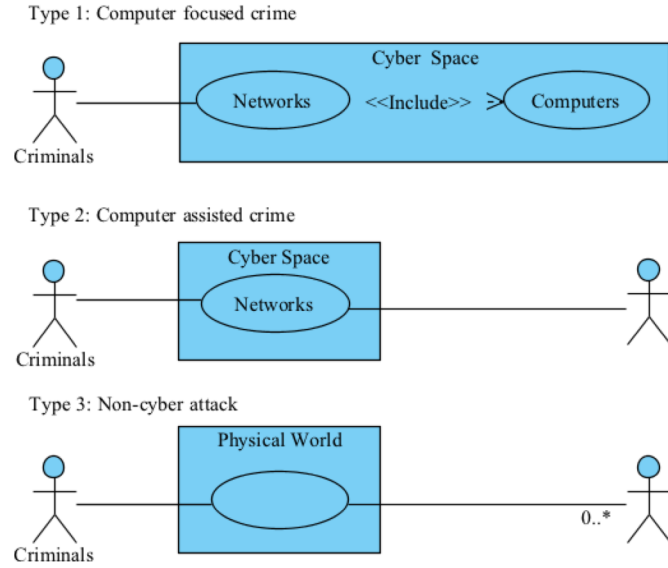 Type 1: Computer focused crime
Cyber Space
Networks
<<Include>>
Computers
Criminals
Type 2: Computer assisted crime
Cyber Space
Networks
Criminals
Type 3: Non-cyber attack
Physical World
0..*
Criminals